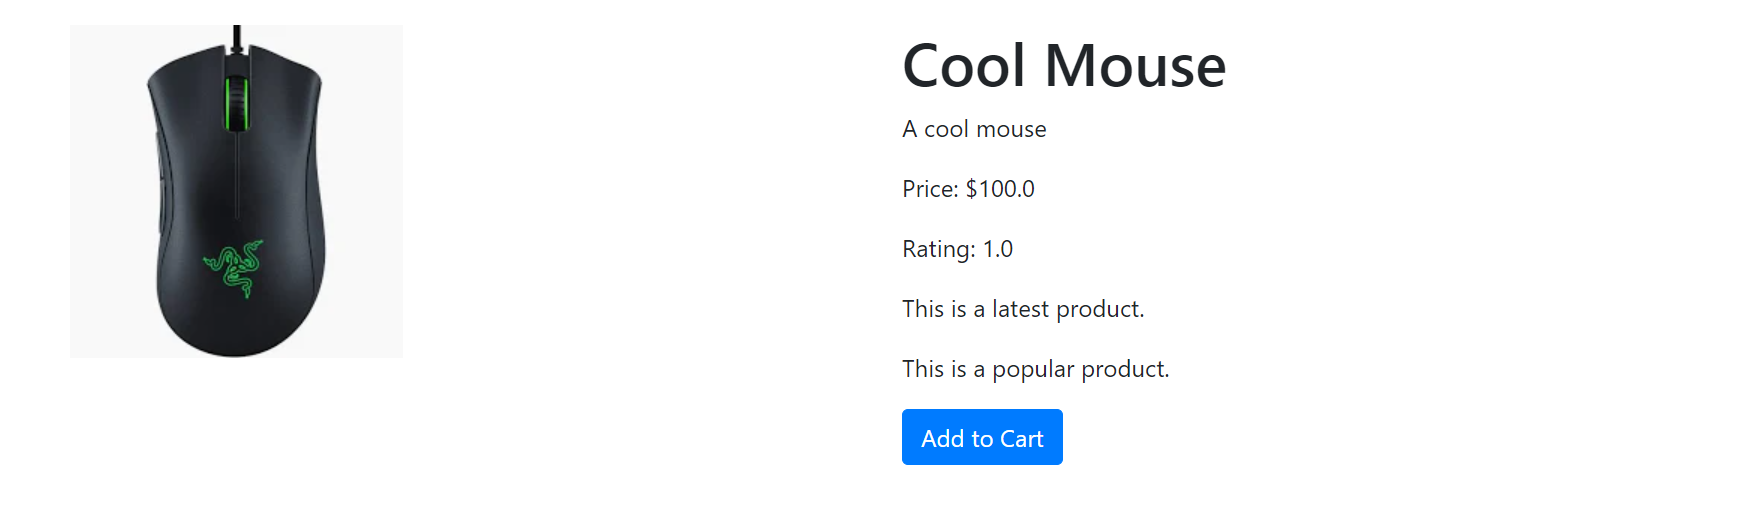 Cool Mouse
A cool mouse
Price: $100.0
Rating: 1.0
This is a latest product.
This is a popular product.
Add to Cart